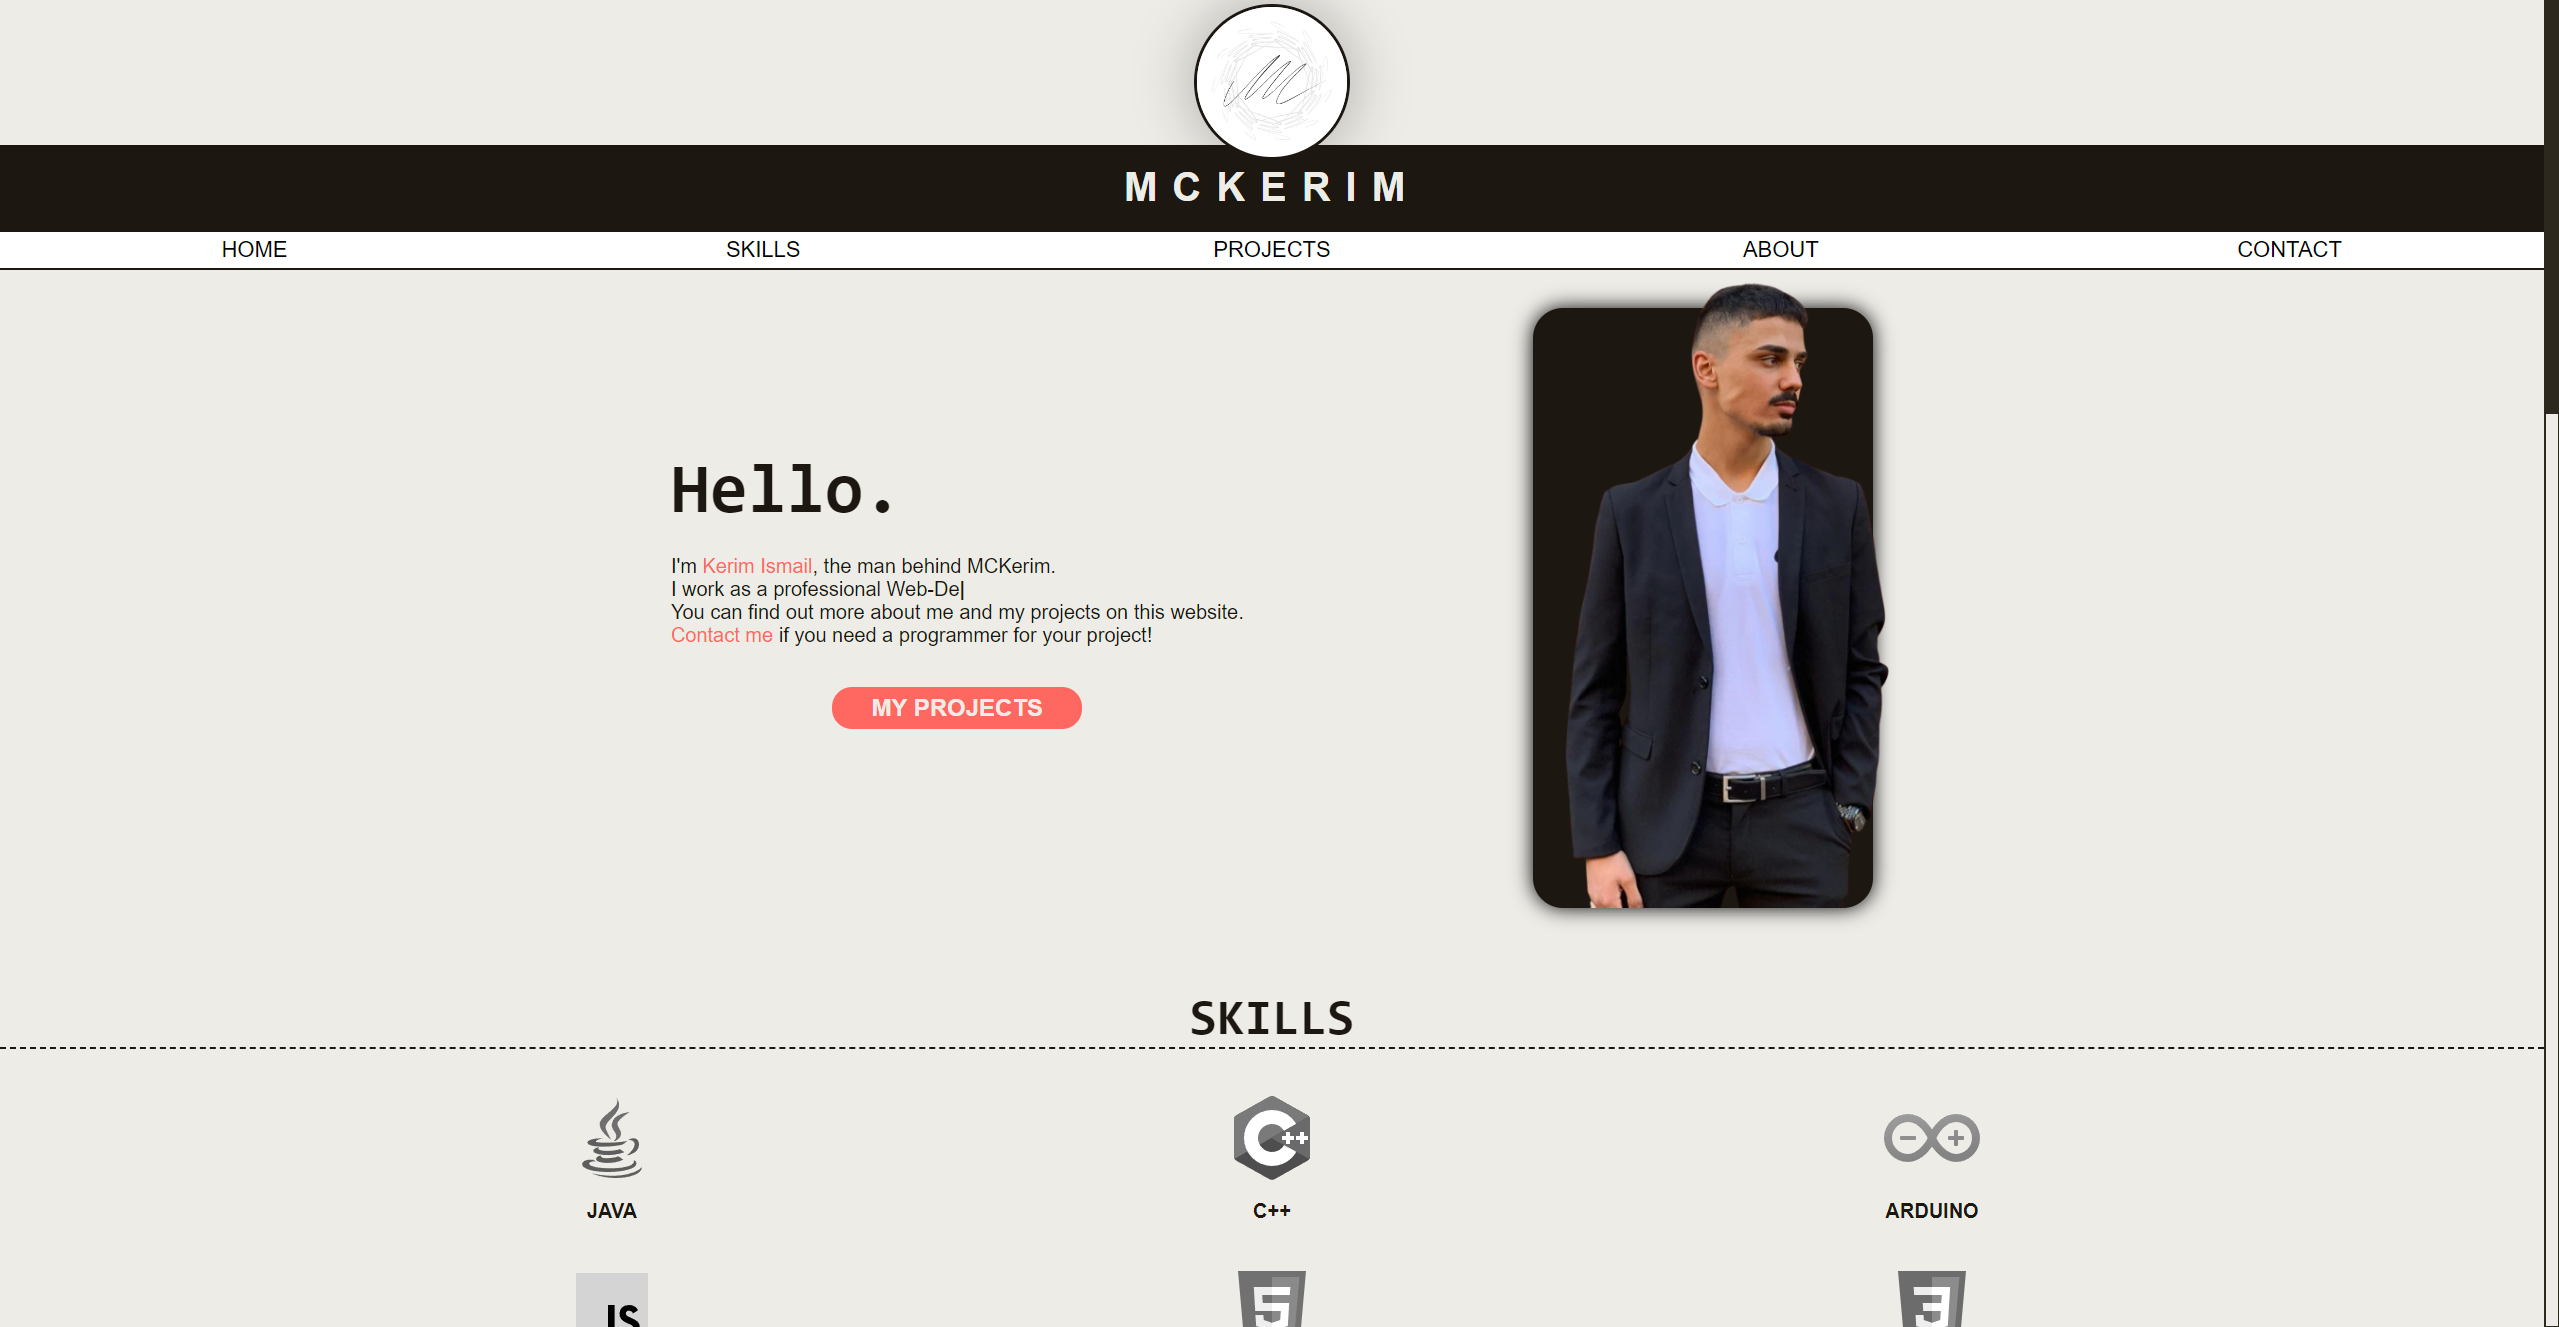 MCKERIM
HOME SKILLS PROJECTS ABOUT CONTACT
Hello.
I'm Kerim Ismail, the man behind MCKerim.
I work as a professional Web-De|
You can find out more about me and my projects on this website.
Contact me if you need a programmer for your project!
MY PROJECTS
SKILLS
C++
JAVA C++ ARDUINO
JS 5 3